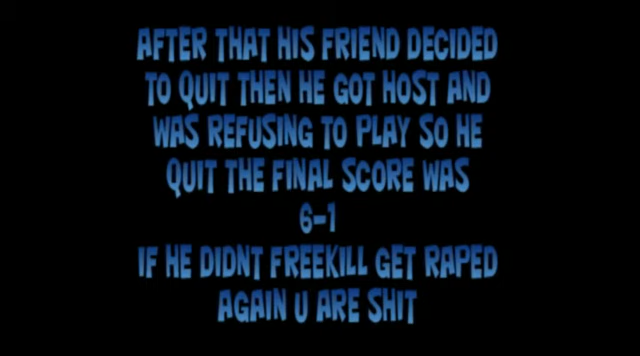 AFTER THAT HIS FRIEND DECIDED
TO QUIT THEN HE GOT HOST AND
WAS REFUSING TO PLAY SO HE
QUIT THE FINAL SCORE WAS
6-1
IF HE DIDNT FREEKILL GET RAPED
AGAIN U ARE SHIT